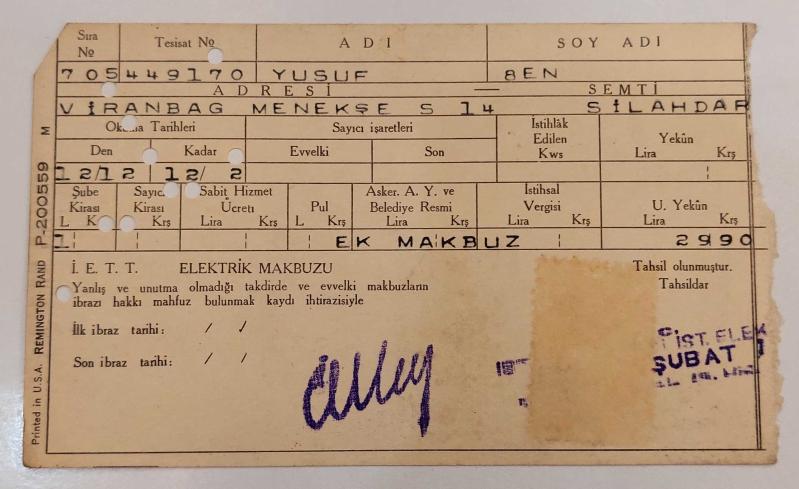 Sıra No Tesisat No ADI SOY ADI
705449170 YUSUF 8EN
ADRESİ — SEMTİ
VİRANBAG MENEKŞE S 14 SİLAHDAR
Okuma Tarihleri Sayıcı işaretleri İstihlâk Edilen Kws Yekûn
Den Kadar Evvelki Son Lira Krş
12/12 12/ 2
Şube Kirası Sayıcı Kirası Sabit Hizmet Ücreti Pul Asker. A. Y. ve Belediye Resmi İstihsal Vergisi U. Yekûn
L K Krş Lira Krş L Krş Lira Krş Lira Krş Lira Krş
1 EK MAKBUZ 2990
İ. E. T. T. ELEKTRİK MAKBUZU Tahsil olunmuştur.
Yanlış ve unutma olmadığı takdirde ve evvelki makbuzların Tahsildar
ibrazı hakkı mahfuz bulunmak kaydı ihtirazisiyle
İlk ibraz tarihi: / /
Son ibraz tarihi: / /
İST. ELEK
ŞUBAT
Printed in U.S.A. REMINGTON RAND P-200559 M